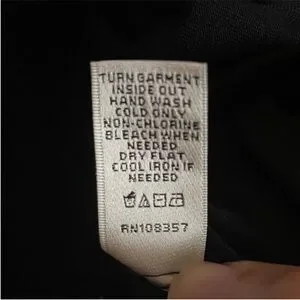 TURN GARMENT
INSIDE OUT
HAND WASH
COLD ONLY
NON-CHLORINE
BLEACH WHEN
NEEDED
DRY FLAT
COOL IRON IF
NEEDED
RN108357